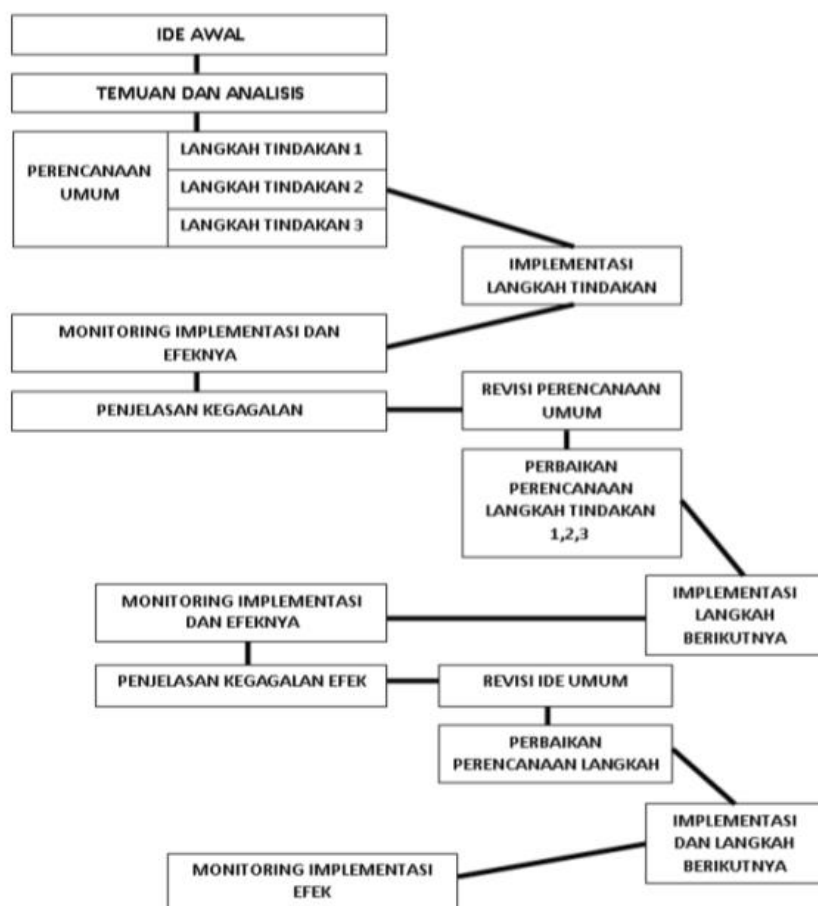 IDE AWAL
TEMUAN DAN ANALISIS
PERENCANAAN
UMUM
LANGKAH TINDAKAN 1
LANGKAH TINDAKAN 2
LANGKAH TINDAKAN 3
IMPLEMENTASI
LANGKAH TINDAKAN
MONITORING IMPLEMENTASI DAN
EFEKNYA
PENJELASAN KEGAGALAN
REVISI PERENCANAAN
UMUM
PERBAIKAN
PERENCANAAN
LANGKAH TINDAKAN
1,2,3
IMPLEMENTASI
LANGKAH
BERIKUTNYA
MONITORING IMPLEMENTASI
DAN EFEKNYA
PENJELASAN KEGAGALAN EFEK
REVISI IDE UMUM
PERBAIKAN
PERENCANAAN LANGKAH
IMPLEMENTASI
DAN LANGKAH
BERIKUTNYA
MONITORING IMPLEMENTASI
EFEK